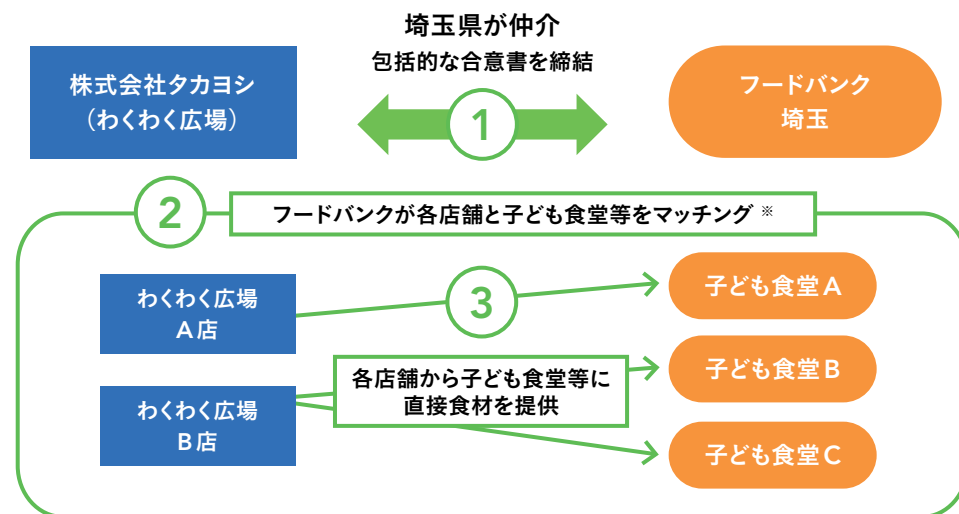 埼玉県が仲介
包括的な合意書を締結
株式会社タカヨシ
（わくわく広場）
1
フードバンク
埼玉
2
フードバンクが各店舗と子ども食堂等をマッチング ※
わくわく広場
A店
3
子ども食堂A
各店舗から子ども食堂等に
直接食材を提供
子ども食堂B
わくわく広場
B店
子ども食堂C